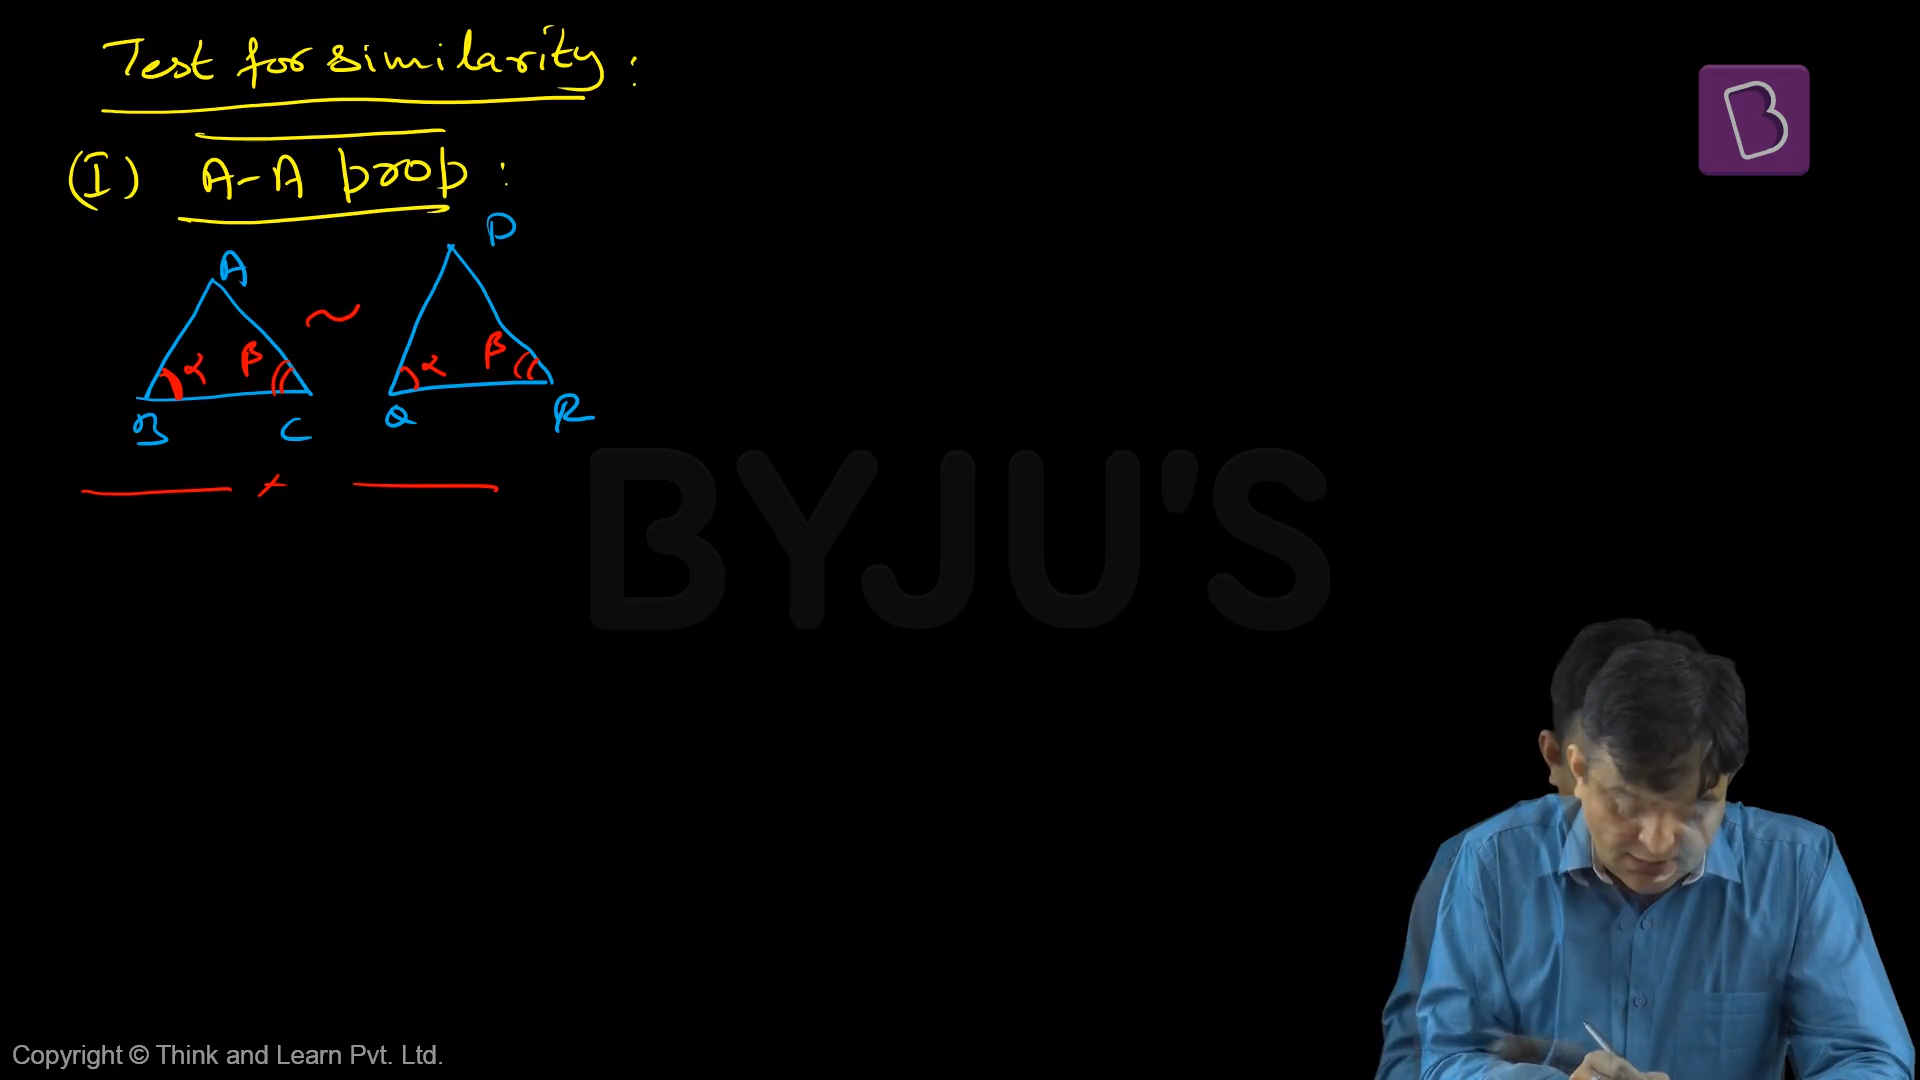 Test for similarity :
(I) A-A prop :
A
P
~
α β
α β
B C
Q R
x
B
BYJU'S
Copyright © Think and Learn Pvt. Ltd.